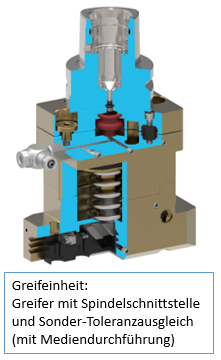 Greifeinheit:
Greifer mit Spindelschnittstelle
und Sonder-Toleranzausgleich
(mit Mediendurchführung)